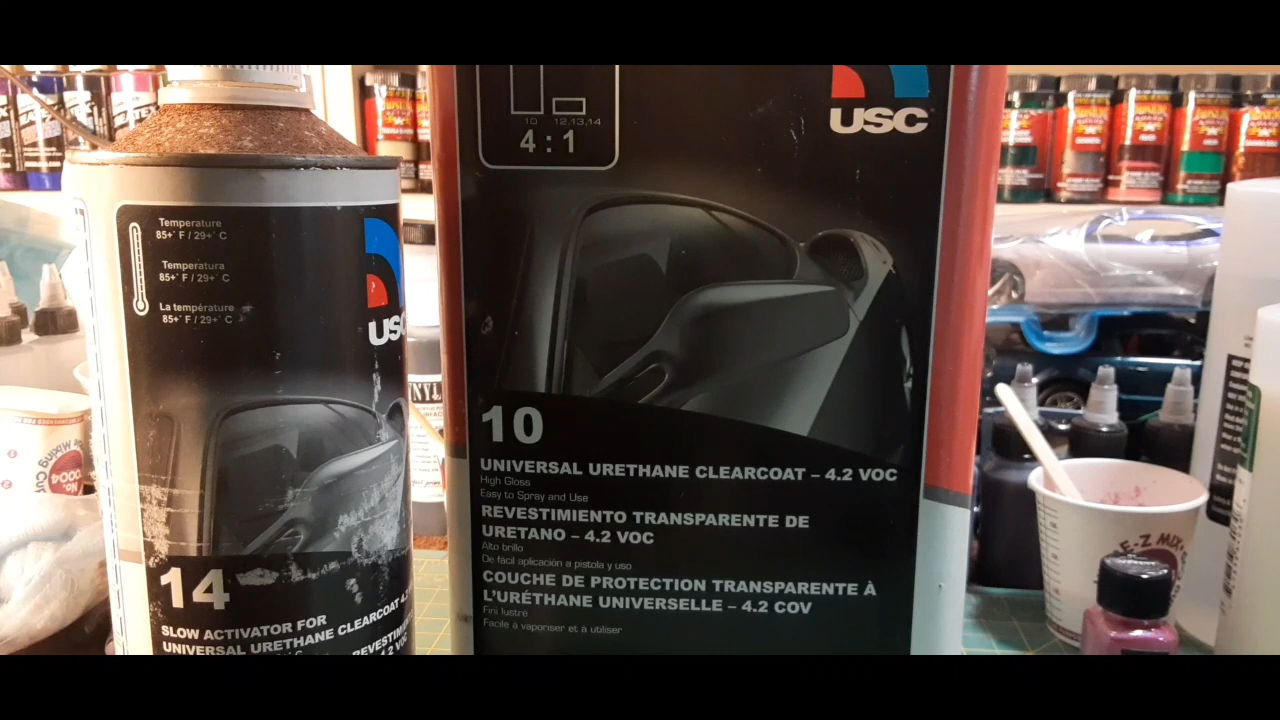 Temperature
85+° F / 29+° C
Temperatura
85+° F / 29+° C
La température
85+° F / 29+° C
USC
14
SLOW ACTIVATOR FOR
UNIVERSAL URETHANE CLEARCOAT
10 12,13,14
4 : 1
USC
10
UNIVERSAL URETHANE CLEARCOAT – 4.2 VOC
High Gloss
Easy to Spray and Use
REVESTIMIENTO TRANSPARENTE DE
URETANO – 4.2 VOC
Alto brillo
De fácil aplicación a pistola y uso
COUCHE DE PROTECTION TRANSPARENTE À
L'URÉTHANE UNIVERSELLE – 4.2 COV
Fini lustré
Facile à vaporiser et à utiliser
E-Z MIX
No.
0004